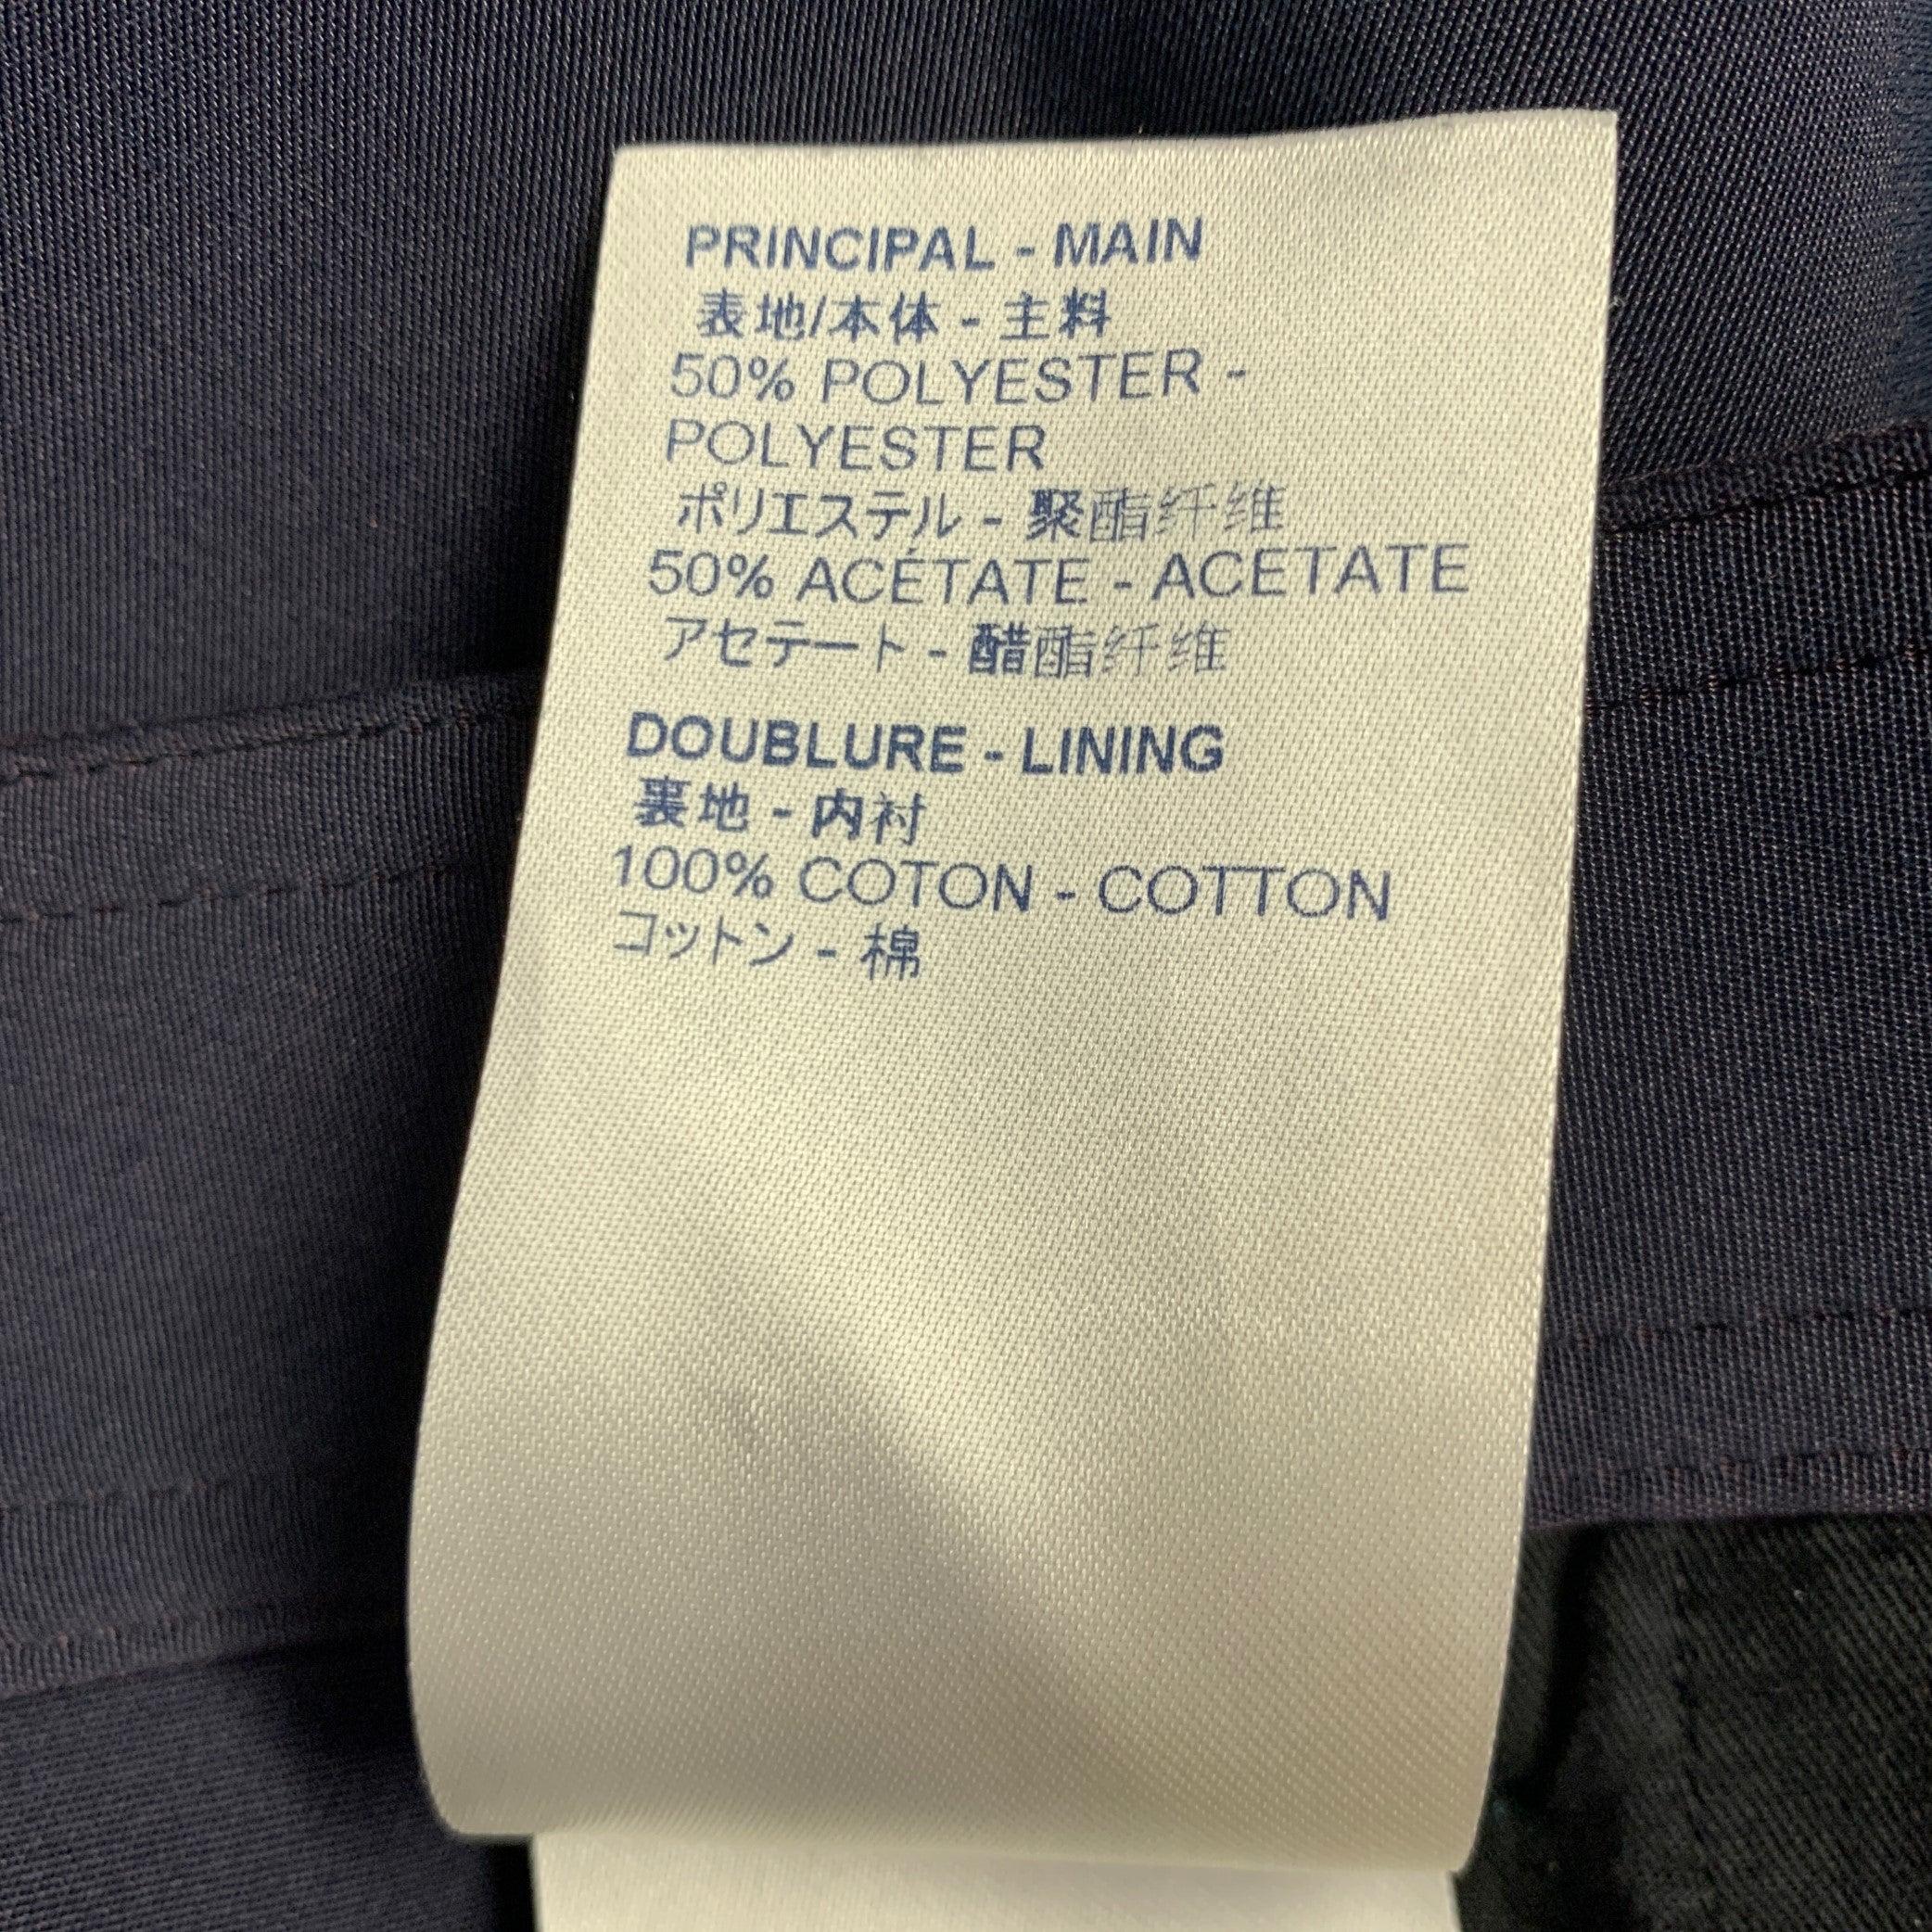 PRINCIPAL - MAIN
表地/本体 - 主料
50% POLYESTER -
POLYESTER
ポリエステル - 聚酯纤维
50% ACÉTATE - ACETATE
アセテート - 醋酯纤维
DOUBLURE - LINING
裏地 - 内衬
100% COTON - COTTON
コットン - 棉